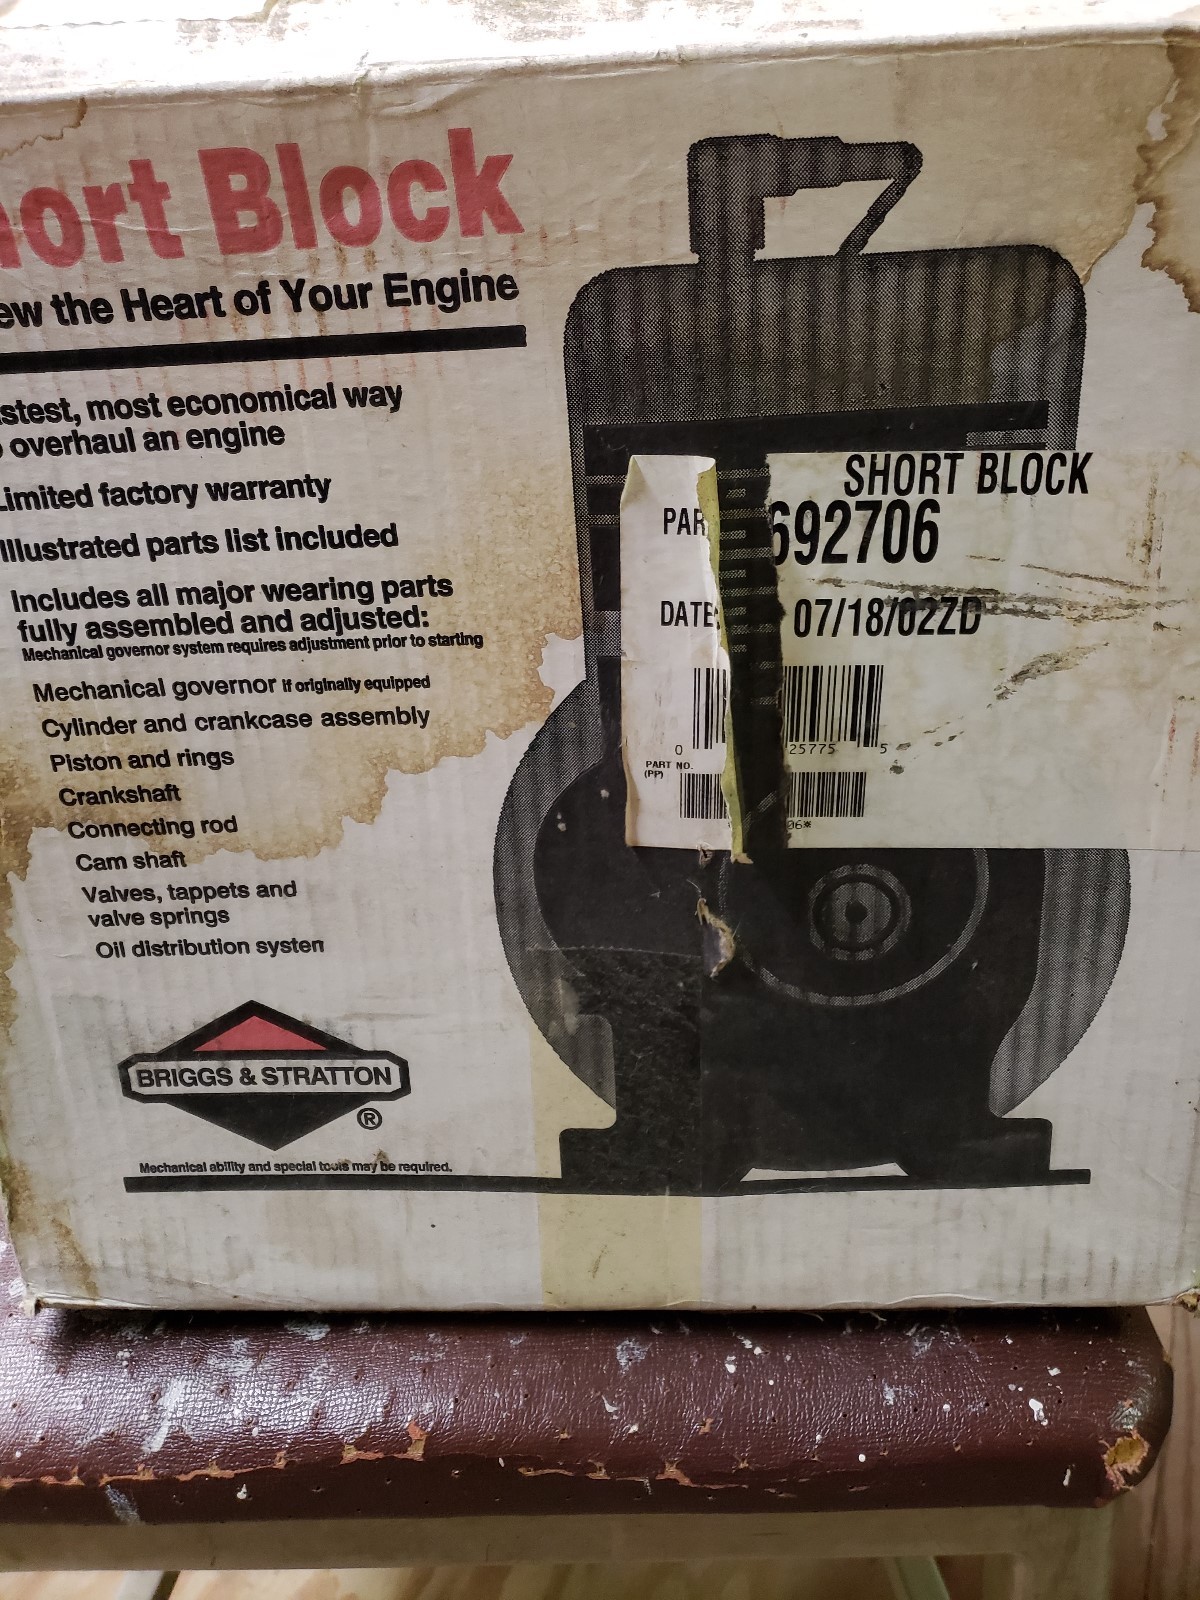 ort Block
ew the Heart of Your Engine
stest, most economical way
overhaul an engine
Limited factory warranty
Illustrated parts list included
Includes all major wearing parts
fully assembled and adjusted:
Mechanical governor system requires adjustment prior to starting
Mechanical governor if originally equipped
Cylinder and crankcase assembly
Piston and rings
Crankshaft
Connecting rod
Cam shaft
Valves, tappets and
valve springs
Oil distribution system
BRIGGS & STRATTON
®
Mechanical ability and special tools may be required.
SHORT BLOCK
PAR 692706
DATE: 07/18/02ZD
0 25775 5
PART NO.
(PP)
06*